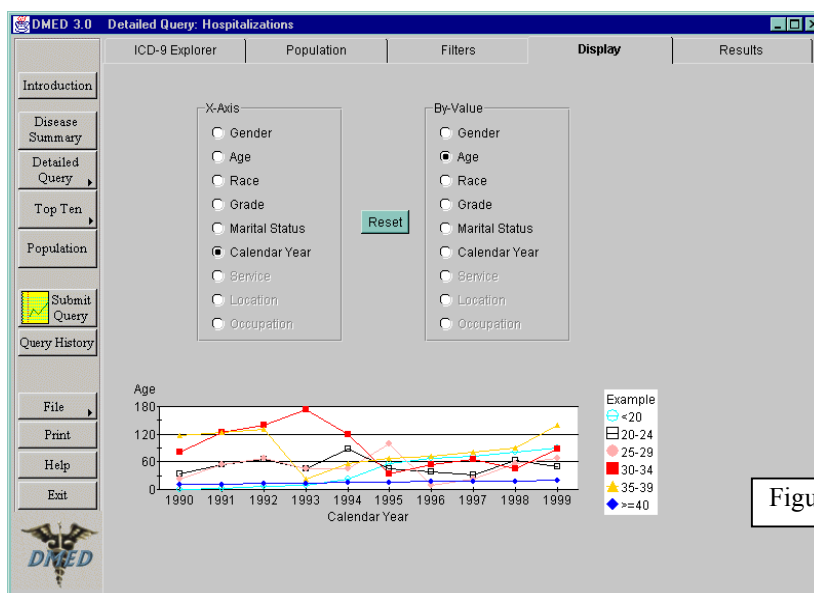 DMED 3.0 Detailed Query: Hospitalizations
ICD-9 Explorer Population Filters Display Results
Introduction
Disease
Summary
Detailed
Query
Top Ten
Population
Submit
Query
Query History
File
Print
Help
Exit
DMED
X-Axis
Gender
Age
Race
Grade
Marital Status
Calendar Year
Service
Location
Occupation
Reset
By-Value
Gender
Age
Race
Grade
Marital Status
Calendar Year
Service
Location
Occupation
Age
180
120
60
0
1990 1991 1992 1993 1994 1995 1996 1997 1998 1999
Calendar Year
Example
<20
20-24
25-29
30-34
35-39
>=40
Figu